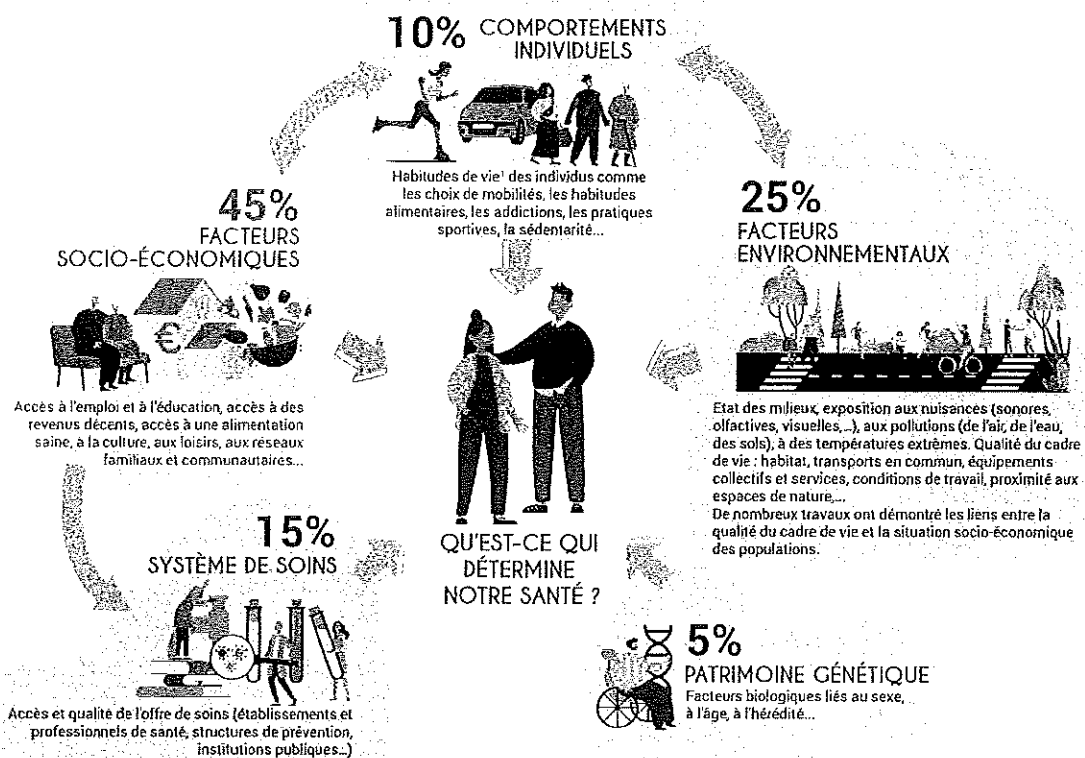 10% COMPORTEMENTS
INDIVIDUELS
Habitudes de vie¹ des individus comme
les choix de mobilités, les habitudes
alimentaires, les addictions, les pratiques
sportives, la sédentarité...
45%
FACTEURS
SOCIO-ÉCONOMIQUES
€
Accès à l'emploi et à l'éducation, accès à des
revenus décents, accès à une alimentation
saine, à la culture, aux loisirs, aux réseaux
familiaux et communautaires...
25%
FACTEURS
ENVIRONNEMENTAUX
Etat des milieux, exposition aux nuisances (sonores,
olfactives, visuelles,...), aux pollutions (de l'air, de l'eau,
des sols), à des températures extrêmes. Qualité du cadre
de vie : habitat, transports en commun, équipements
collectifs et services, conditions de travail, proximité aux
espaces de nature,...
De nombreux travaux ont démontré les liens entre la
qualité du cadre de vie et la situation socio-économique
des populations.
QU'EST-CE QUI
DÉTERMINE
NOTRE SANTÉ ?
15%
SYSTÈME DE SOINS
Accès et qualité de l'offre de soins (établissements et
professionnels de santé, structures de prévention,
institutions publiques...)
5%
PATRIMOINE GÉNÉTIQUE
Facteurs biologiques liés au sexe,
à l'âge, à l'hérédité...